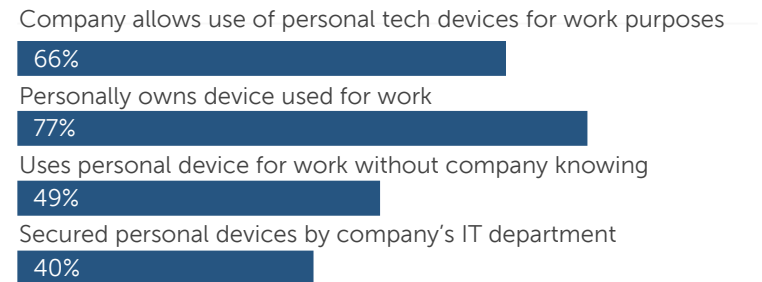 Company allows use of personal tech devices for work purposes
66%
Personally owns device used for work
77%
Uses personal device for work without company knowing
49%
Secured personal devices by company’s IT department
40%